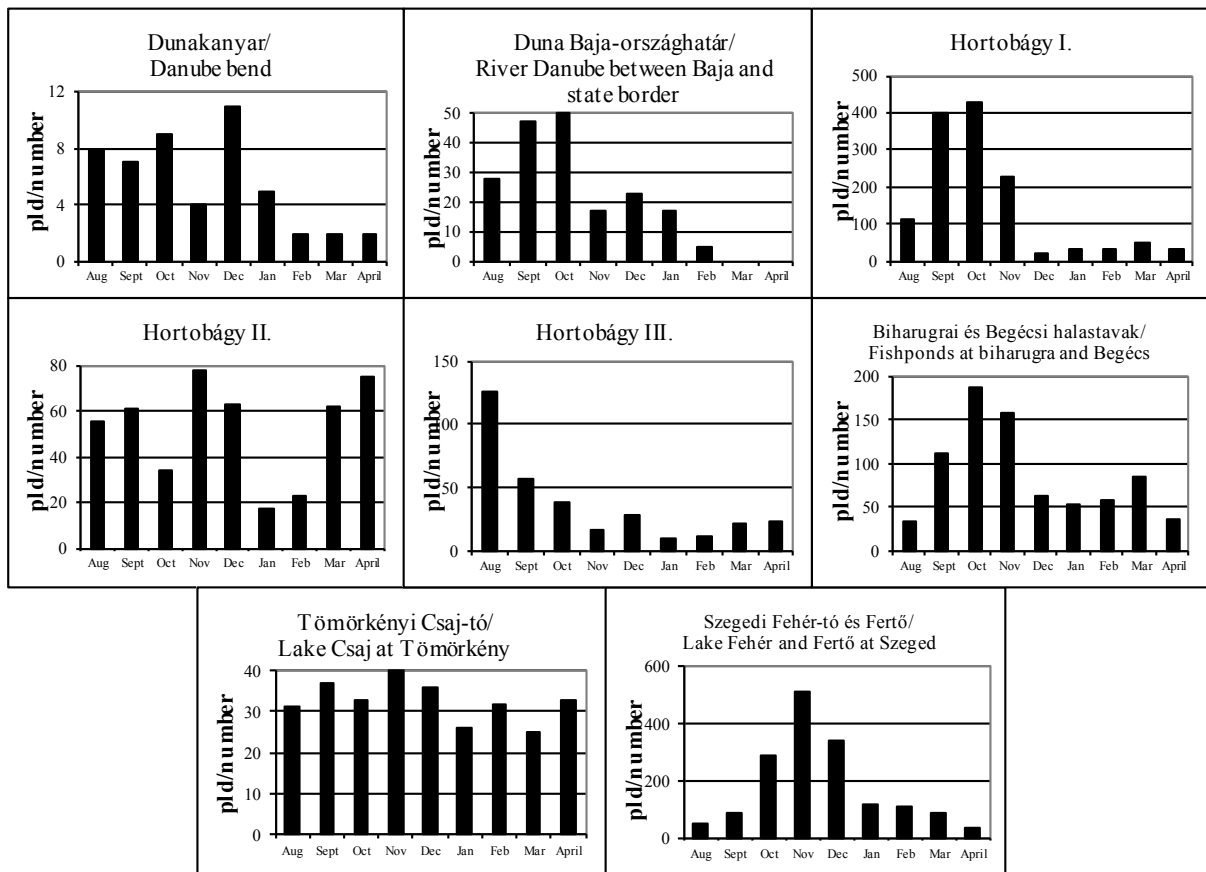 Dunakanyar/
Danube bend
pld/number
12
8
4
0
Aug Sept Oct Nov Dec Jan Feb Mar April
Duna Baja-országhatár/
River Danube between Baja and
state border
pld/number
50
40
30
20
10
0
Aug Sept Oct Nov Dec Jan Feb Mar April
Hortobágy I.
pld/number
500
400
300
200
100
0
Aug Sept Oct Nov Dec Jan Feb Mar April
Hortobágy II.
pld/number
80
60
40
20
0
Aug Sept Oct Nov Dec Jan Feb Mar April
Hortobágy III.
pld/number
150
100
50
0
Aug Sept Oct Nov Dec Jan Feb Mar April
Biharugrai és Begécsi halastavak/
Fishponds at biharugra and Begécs
pld/number
200
150
100
50
0
Aug Sept Oct Nov Dec Jan Feb Mar April
Tömörkényi Csaj-tó/
Lake Csaj at Tömörkény
pld/number
40
30
20
10
0
Aug Sept Oct Nov Dec Jan Feb Mar April
Szegedi Fehér-tó és Fertő/
Lake Fehér and Fertő at Szeged
pld/number
600
400
200
0
Aug Sept Oct Nov Dec Jan Feb Mar April